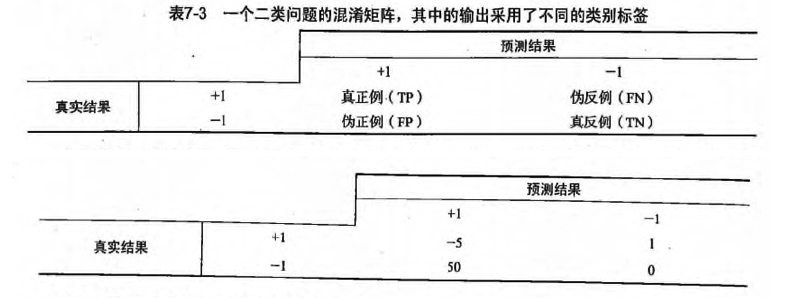 表7-3 一个二类问题的混淆矩阵，其中的输出采用了不同的类别标签
预测结果
+1 −1
真实结果 +1 真正例（TP） 伪反例（FN）
−1 伪正例（FP） 真反例（TN）
预测结果
+1 −1
真实结果 +1 −5 1
−1 50 0